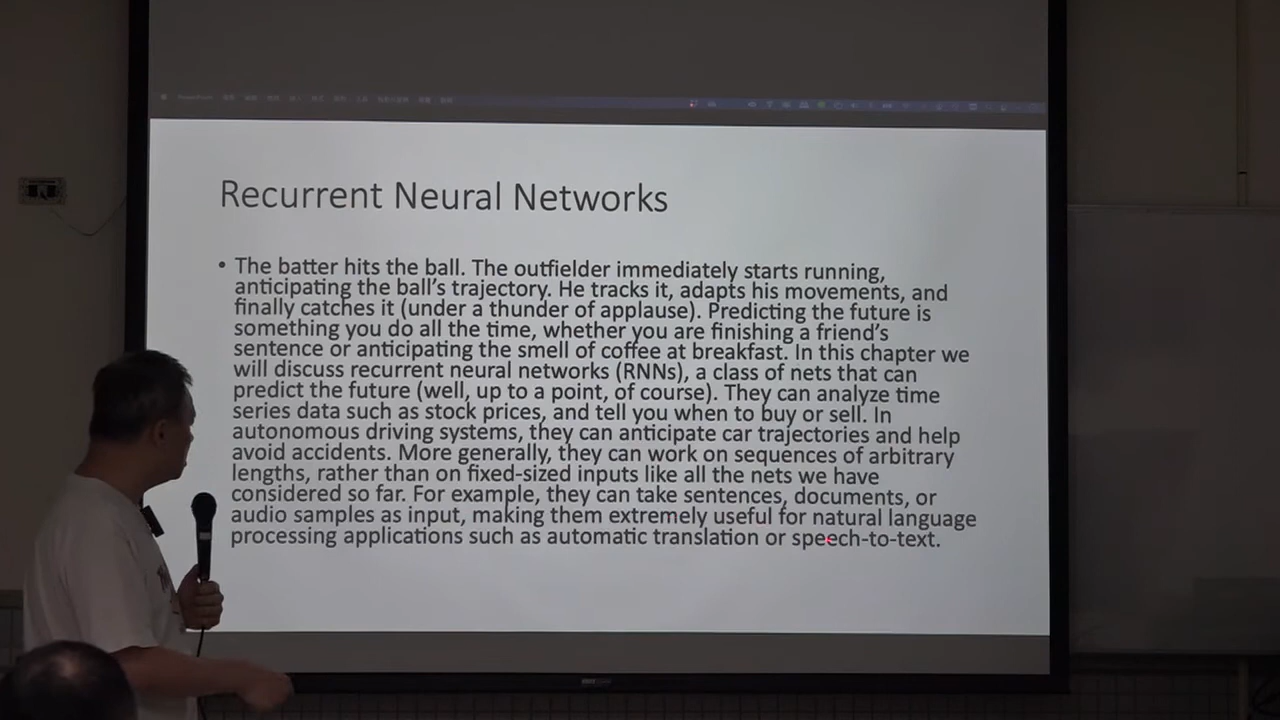 Recurrent Neural Networks
• The batter hits the ball. The outfielder immediately starts running,
anticipating the ball's trajectory. He tracks it, adapts his movements, and
finally catches it (under a thunder of applause). Predicting the future is
something you do all the time, whether you are finishing a friend's
sentence or anticipating the smell of coffee at breakfast. In this chapter we
will discuss recurrent neural networks (RNNs), a class of nets that can
predict the future (well, up to a point, of course). They can analyze time
series data such as stock prices, and tell you when to buy or sell. In
autonomous driving systems, they can anticipate car trajectories and help
avoid accidents. More generally, they can work on sequences of arbitrary
lengths, rather than on fixed-sized inputs like all the nets we have
considered so far. For example, they can take sentences, documents, or
audio samples as input, making them extremely useful for natural language
processing applications such as automatic translation or speech-to-text.